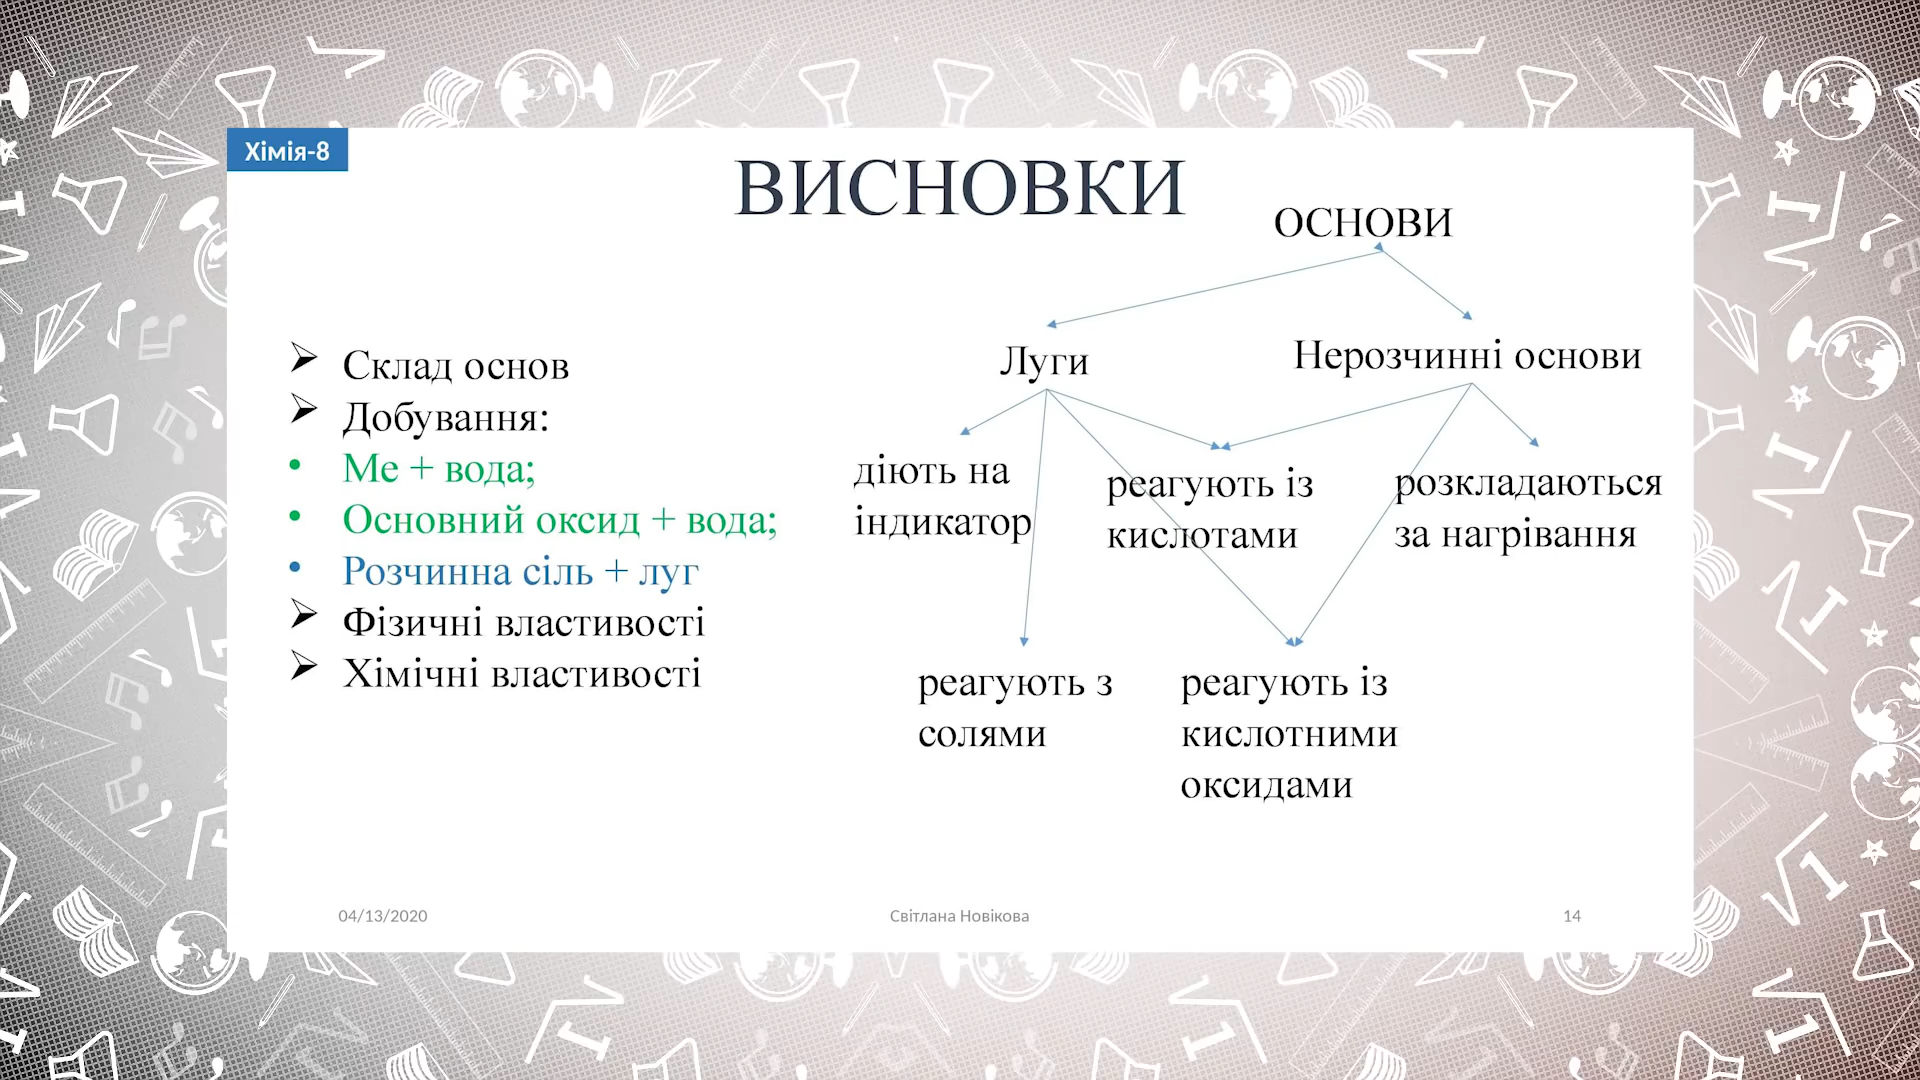 Хімія-8
ВИСНОВКИ
Склад основ
Добування:
Ме + вода;
Основний оксид + вода;
Розчинна сіль + луг
Фізичні властивості
Хімічні властивості
ОСНОВИ
Луги
Нерозчинні основи
діють на
індикатор
реагують із
кислотами
розкладаються
за нагрівання
реагують з
солями
реагують із
кислотними
оксидами
04/13/2020
Світлана Новікова
14